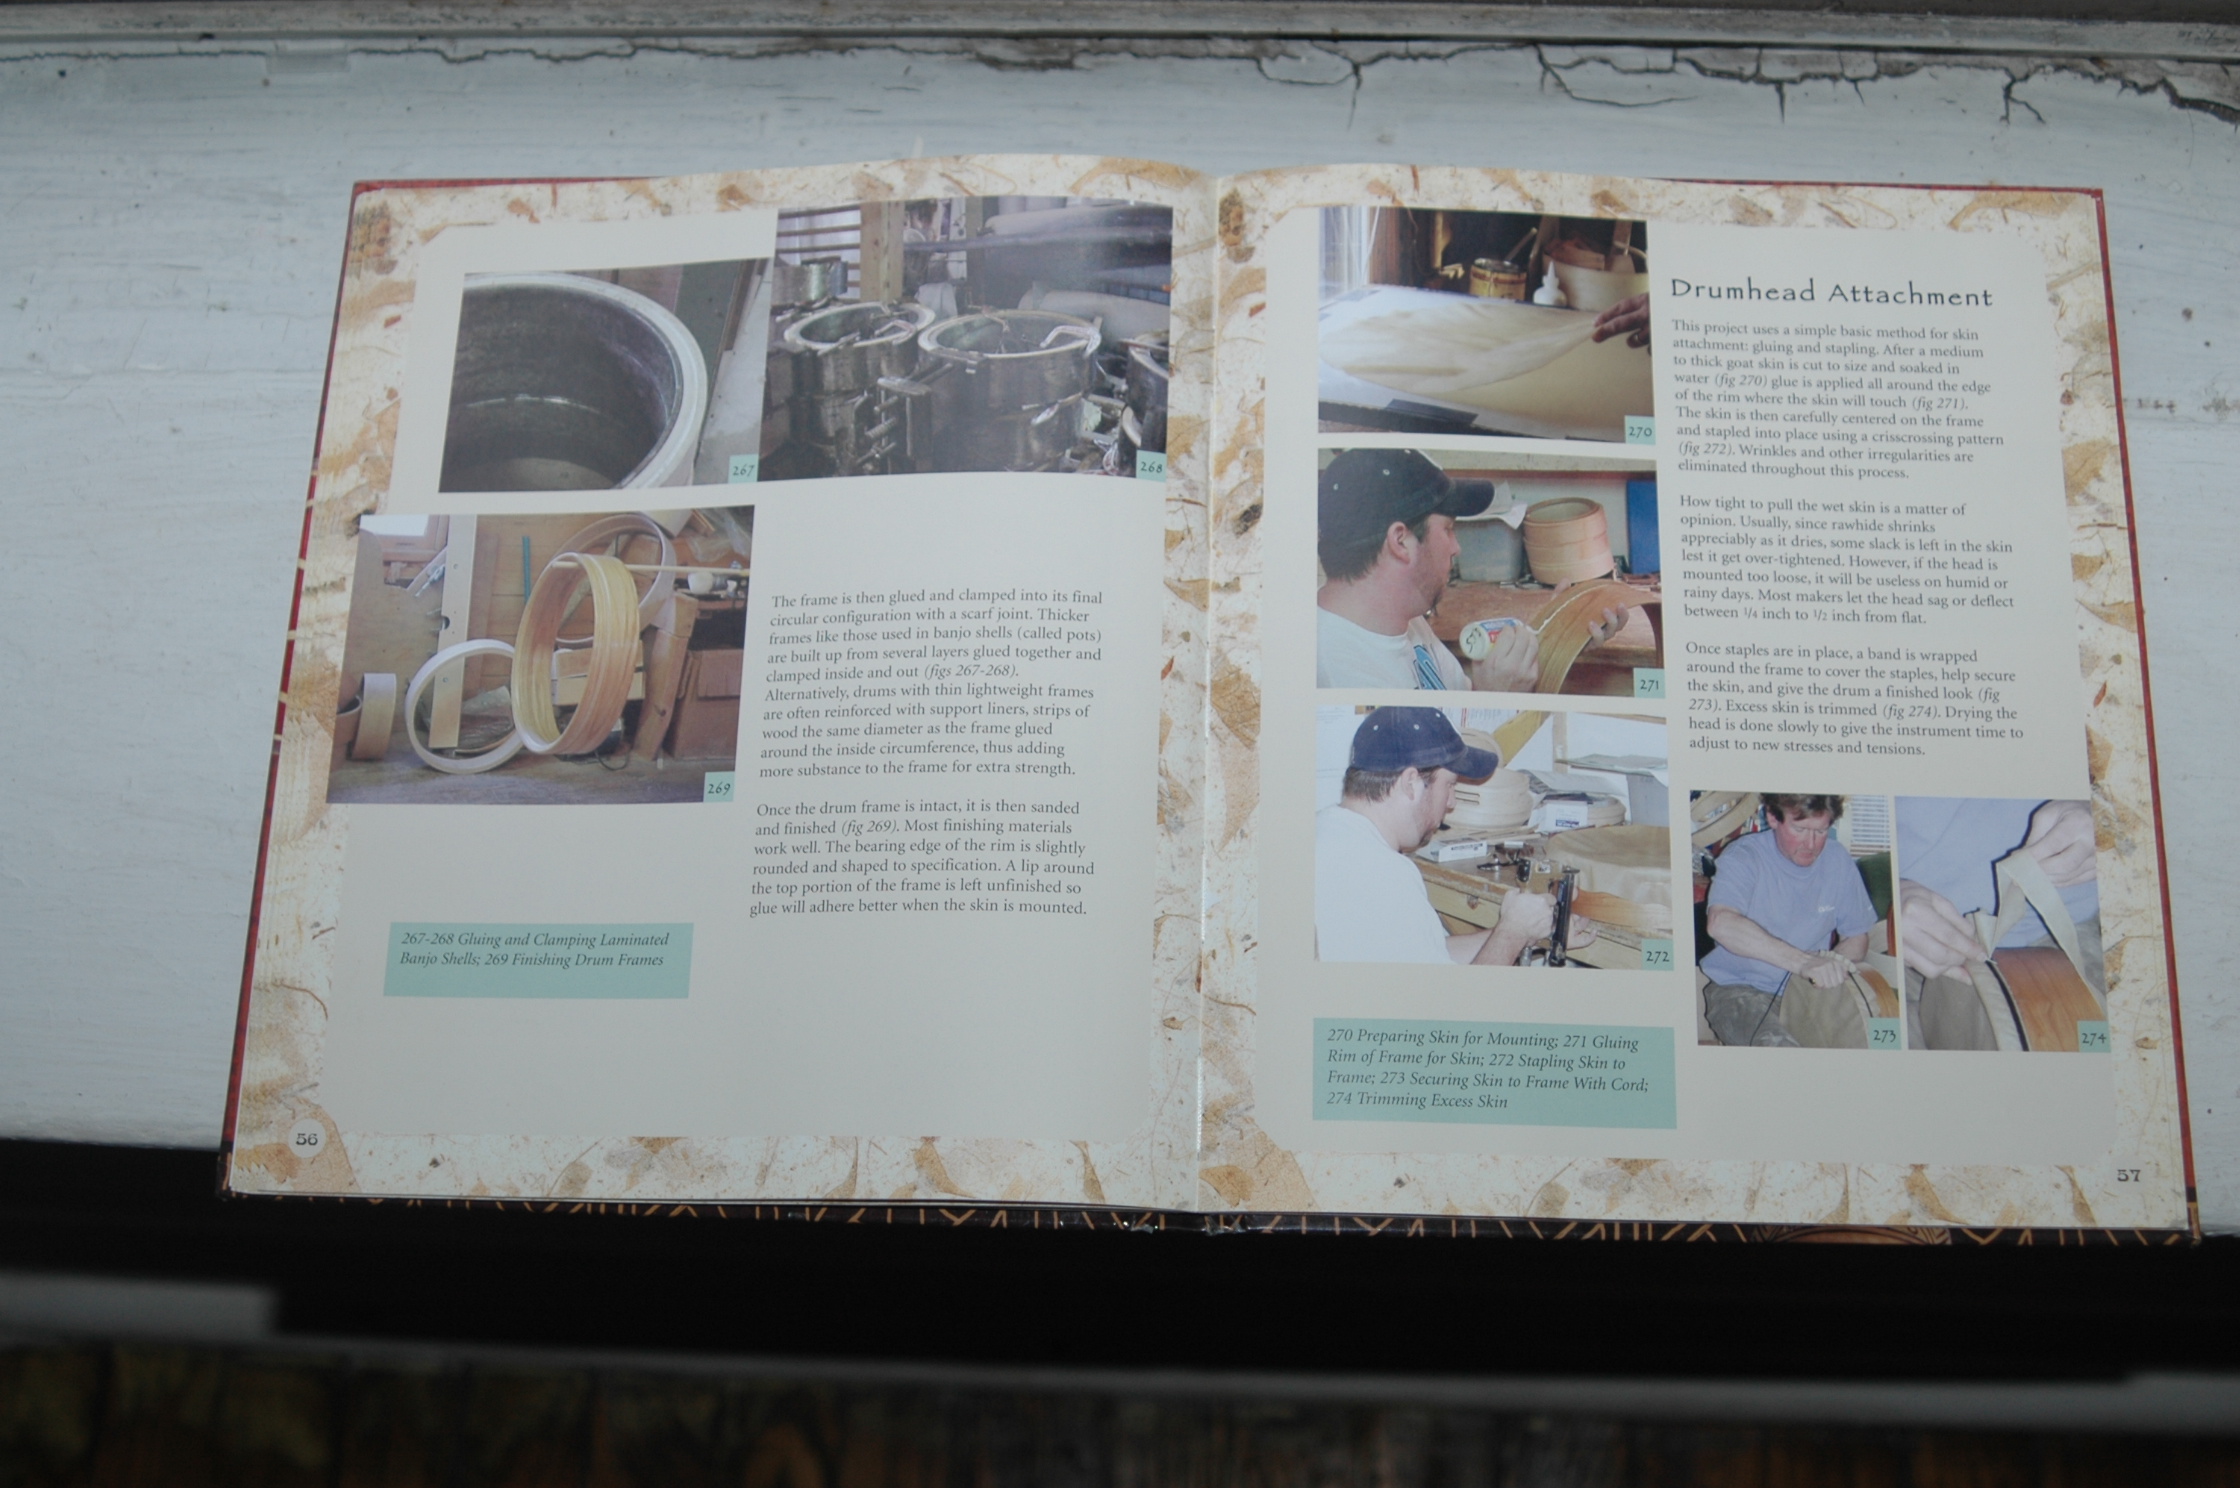 267
268
269
The frame is then glued and clamped into its final
circular configuration with a scarf joint. Thicker
frames like those used in banjo shells (called pots)
are built up from several layers glued together and
clamped inside and out (figs 267-268).
Alternatively, drums with thin lightweight frames
are often reinforced with support liners, strips of
wood the same diameter as the frame glued
around the inside circumference, thus adding
more substance to the frame for extra strength.
Once the drum frame is intact, it is then sanded
and finished (fig 269). Most finishing materials
work well. The bearing edge of the rim is slightly
rounded and shaped to specification. A lip around
the top portion of the frame is left unfinished so
glue will adhere better when the skin is mounted.
267-268 Gluing and Clamping Laminated
Banjo Shells; 269 Finishing Drum Frames
56
270
271
272
Drumhead Attachment
This project uses a simple basic method for skin
attachment: gluing and stapling. After a medium
to thick goat skin is cut to size and soaked in
water (fig 270) glue is applied all around the edge
of the rim where the skin will touch (fig 271).
The skin is then carefully centered on the frame
and stapled into place using a crisscrossing pattern
(fig 272). Wrinkles and other irregularities are
eliminated throughout this process.
How tight to pull the wet skin is a matter of
opinion. Usually, since rawhide shrinks
appreciably as it dries, some slack is left in the skin
lest it get over-tightened. However, if the head is
mounted too loose, it will be useless on humid or
rainy days. Most makers let the head sag or deflect
between 1/4 inch to 1/2 inch from flat.
Once staples are in place, a band is wrapped
around the frame to cover the staples, help secure
the skin, and give the drum a finished look (fig
273). Excess skin is trimmed (fig 274). Drying the
head is done slowly to give the instrument time to
adjust to new stresses and tensions.
273
274
270 Preparing Skin for Mounting; 271 Gluing
Rim of Frame for Skin; 272 Stapling Skin to
Frame; 273 Securing Skin to Frame With Cord;
274 Trimming Excess Skin
57